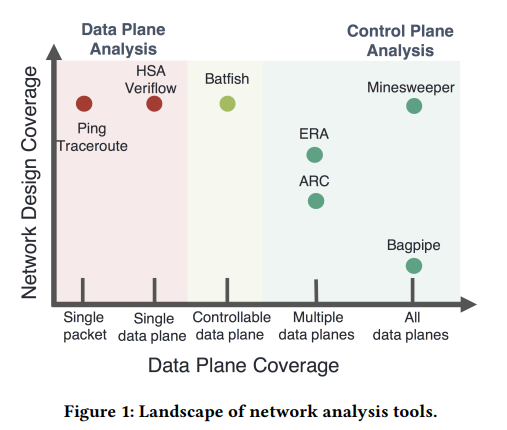 Data Plane
Analysis
Control Plane
Analysis
Network Design Coverage
HSA
Veriflow
Batfish
Minesweeper
Ping
Traceroute
ERA
ARC
Bagpipe
Single
packet
Single
data plane
Controllable
data plane
Multiple
data planes
All
data planes
Data Plane Coverage
Figure 1: Landscape of network analysis tools.